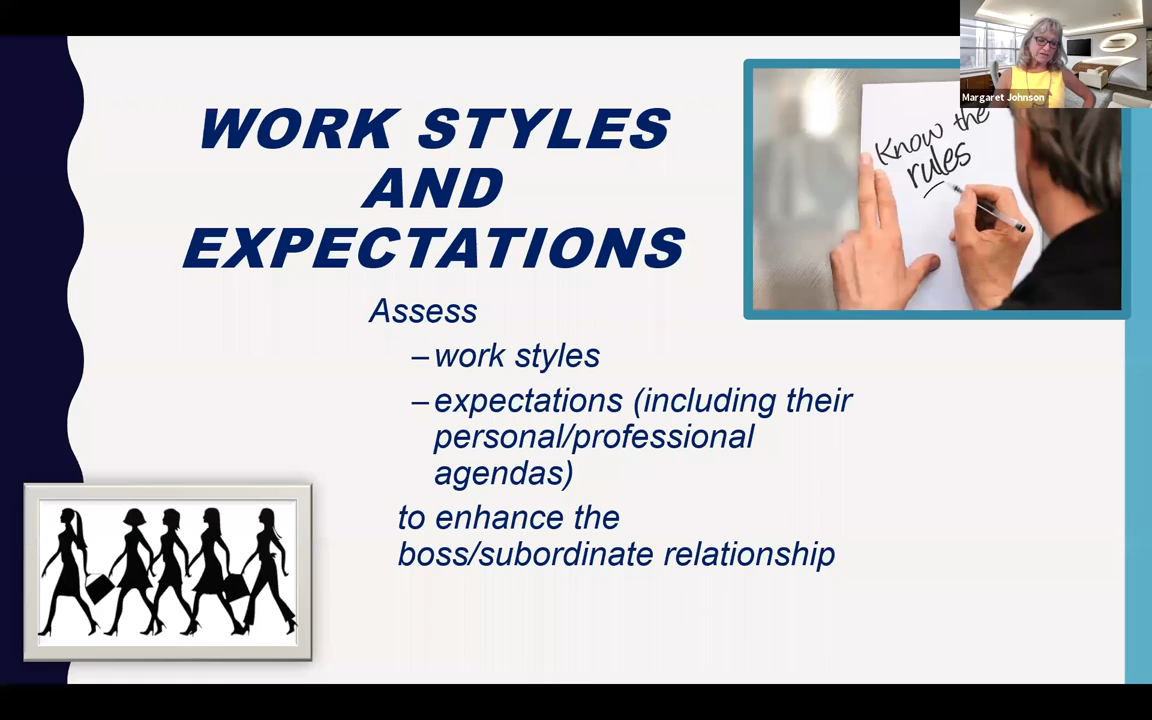 WORK STYLES
AND
EXPECTATIONS
Assess
–work styles
–expectations (including their
personal/professional
agendas)
to enhance the
boss/subordinate relationship
Know the
rules
Margaret Johnson